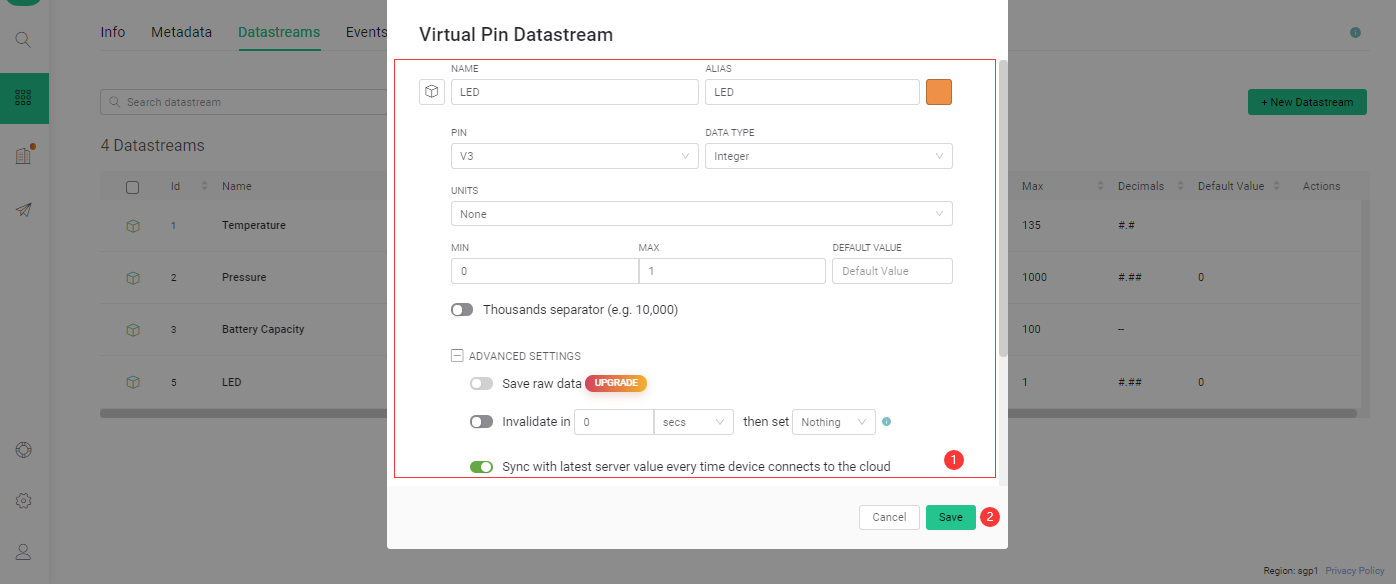 Virtual Pin Datastream
Info Metadata Datastreams Events
NAME ALIAS
LED LED
Search datastream
+ New Datastream
PIN DATA TYPE
V3 Integer
4 Datastreams
UNITS
None
Id Name Max Decimals Default Value Actions
1 Temperature 135 #.#
2 Pressure 1000 #.## 0
3 Battery Capacity 100 --
5 LED 1 #.## 0
MIN MAX DEFAULT VALUE
0 1 Default Value
Thousands separator (e.g. 10,000)
ADVANCED SETTINGS
Save raw data UPGRADE
Invalidate in 0 secs then set Nothing
Sync with latest server value every time device connects to the cloud
1
Cancel Save 2
Region: sgp1 Privacy Policy